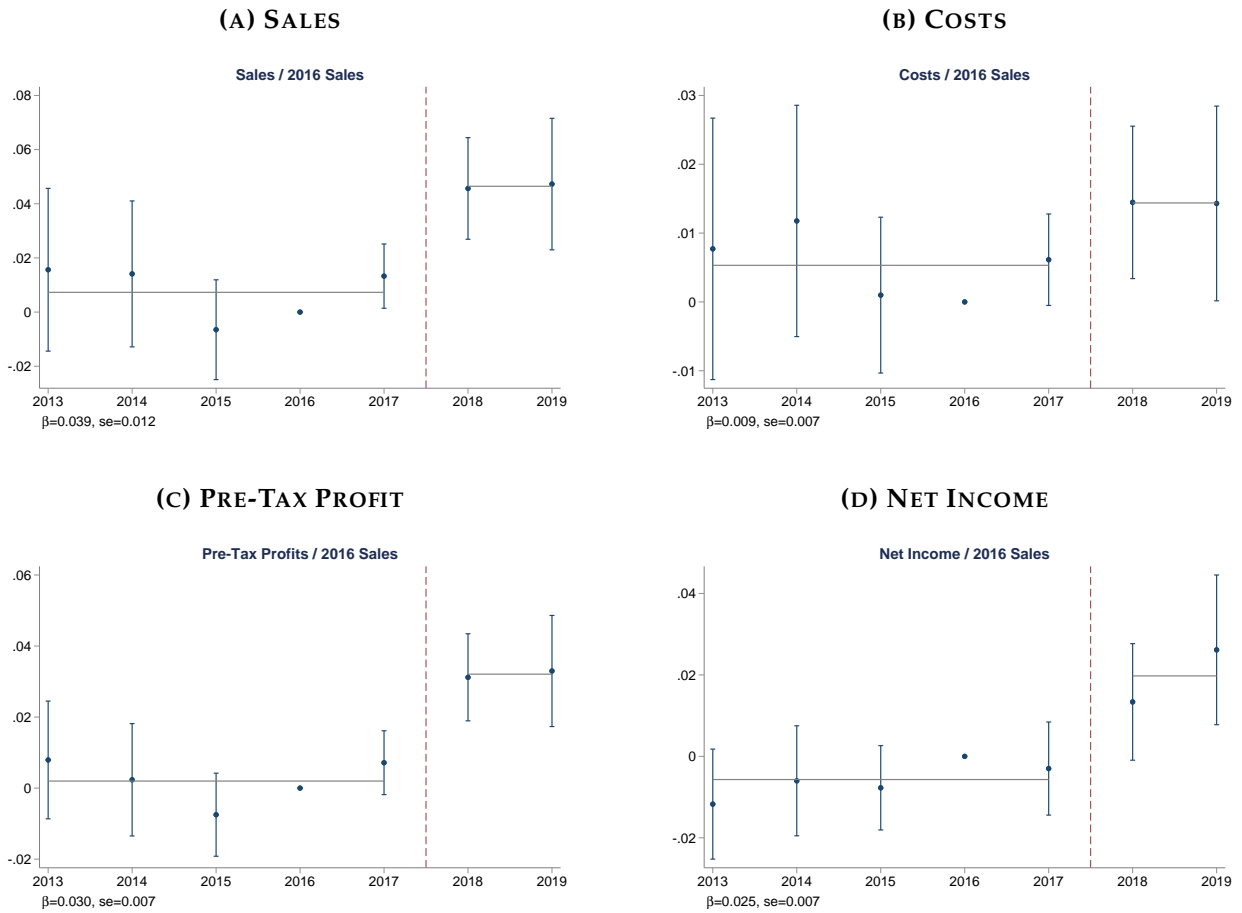 (A) SALES
Sales / 2016 Sales
.08
.06
.04
.02
0
-.02
2013 2014 2015 2016 2017 2018 2019
β=0.039, se=0.012
(B) COSTS
Costs / 2016 Sales
.03
.02
.01
0
-.01
2013 2014 2015 2016 2017 2018 2019
β=0.009, se=0.007
(C) PRE-TAX PROFIT
Pre-Tax Profits / 2016 Sales
.06
.04
.02
0
-.02
2013 2014 2015 2016 2017 2018 2019
β=0.030, se=0.007
(D) NET INCOME
Net Income / 2016 Sales
.04
.02
0
-.02
2013 2014 2015 2016 2017 2018 2019
β=0.025, se=0.007